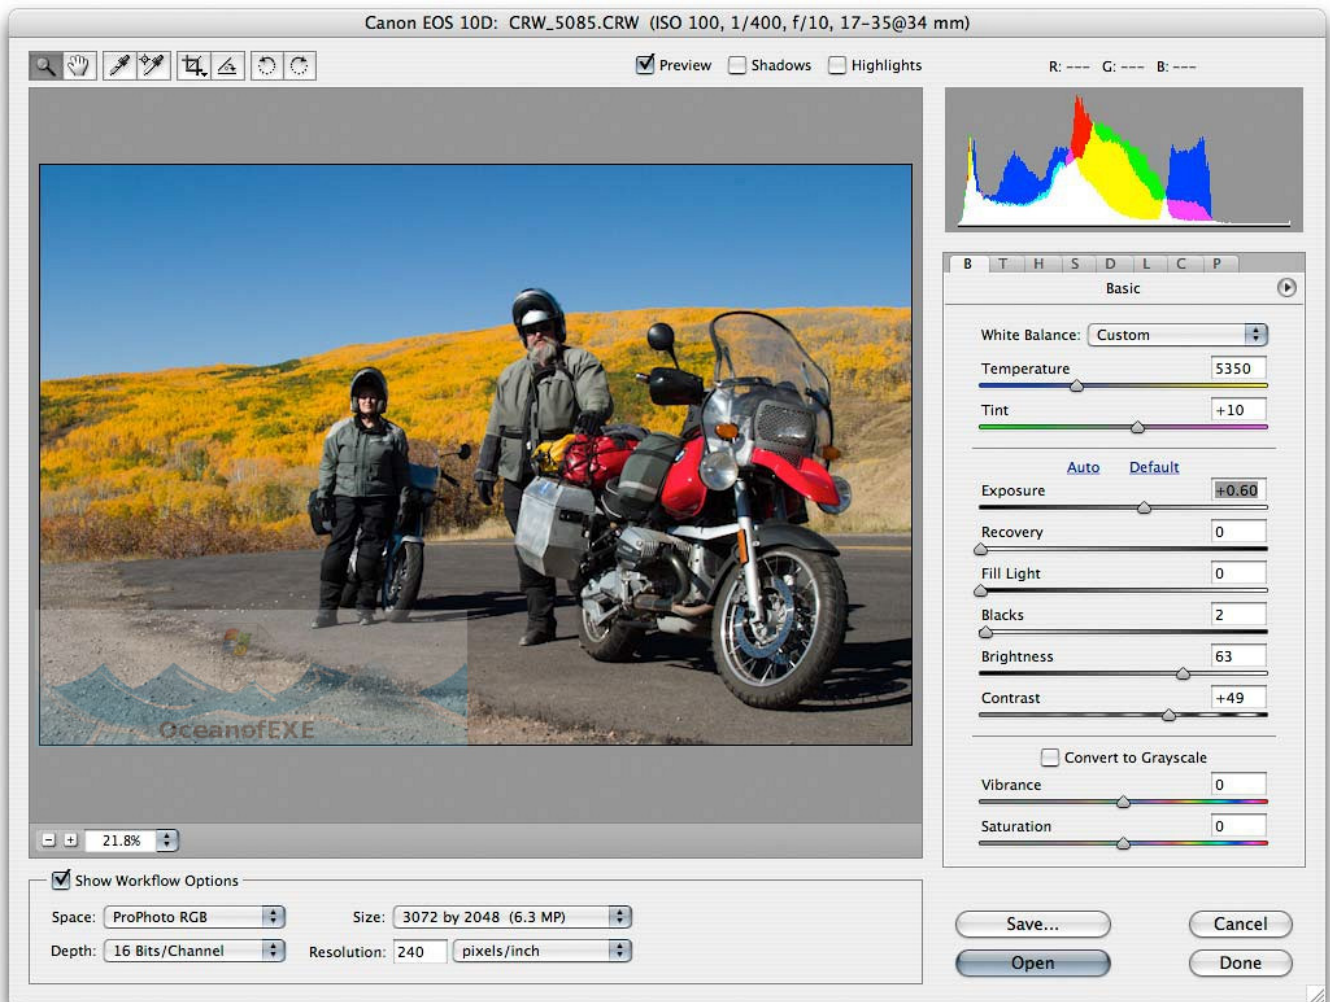 Canon EOS 10D: CRW_5085.CRW (ISO 100, 1/400, f/10, 17-35@34 mm)
Preview Shadows Highlights R: --- G: --- B: ---
B T H S D L C P
Basic
White Balance: Custom
Temperature 5350
Tint +10
Auto Default
Exposure +0.60
Recovery 0
Fill Light 0
Blacks 2
Brightness 63
Contrast +49
Convert to Grayscale
Vibrance 0
Saturation 0
OceanofEXE
21.8%
Show Workflow Options
Space: ProPhoto RGB Size: 3072 by 2048 (6.3 MP)
Depth: 16 Bits/Channel Resolution: 240 pixels/inch
Save... Cancel
Open Done